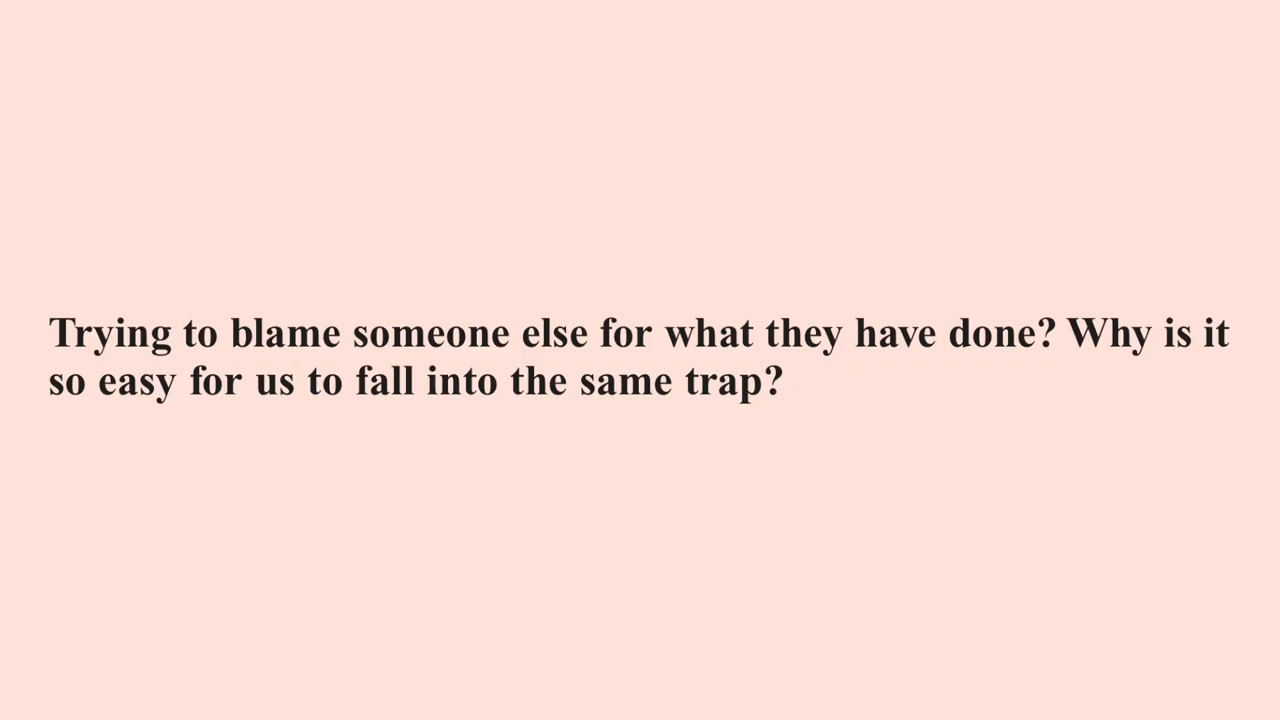 Trying to blame someone else for what they have done? Why is it
so easy for us to fall into the same trap?